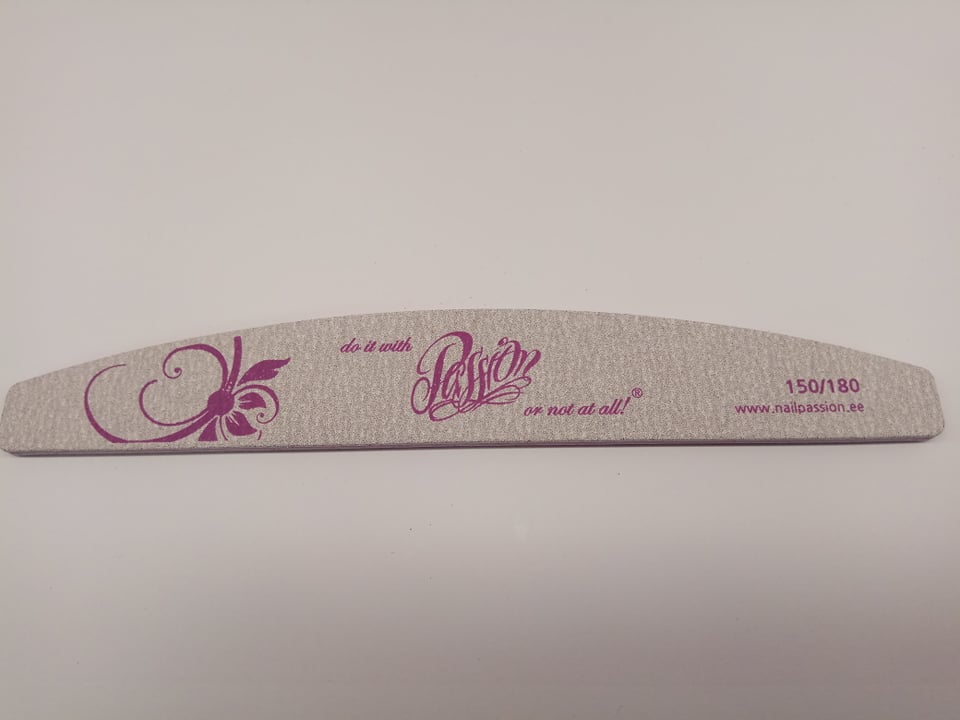 do it with
Passion
or not at all!®
150/180
www.nailpassion.ee